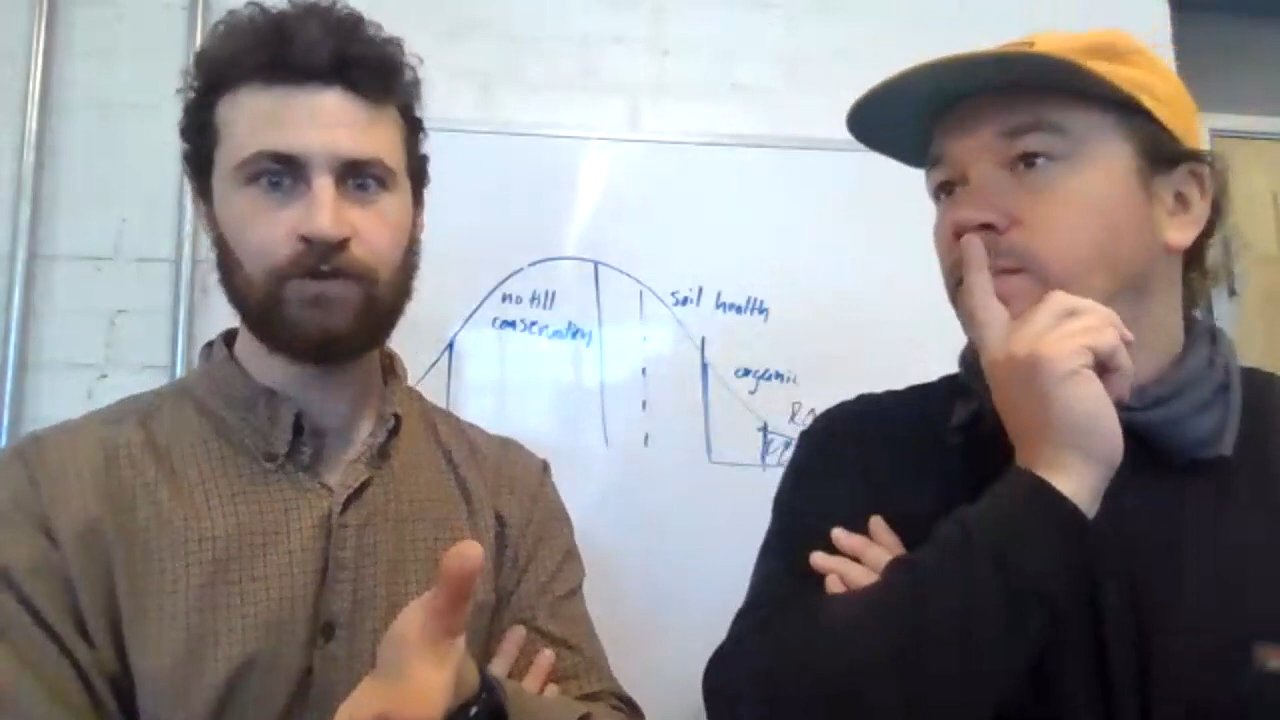 no till
conservation
soil health
organic